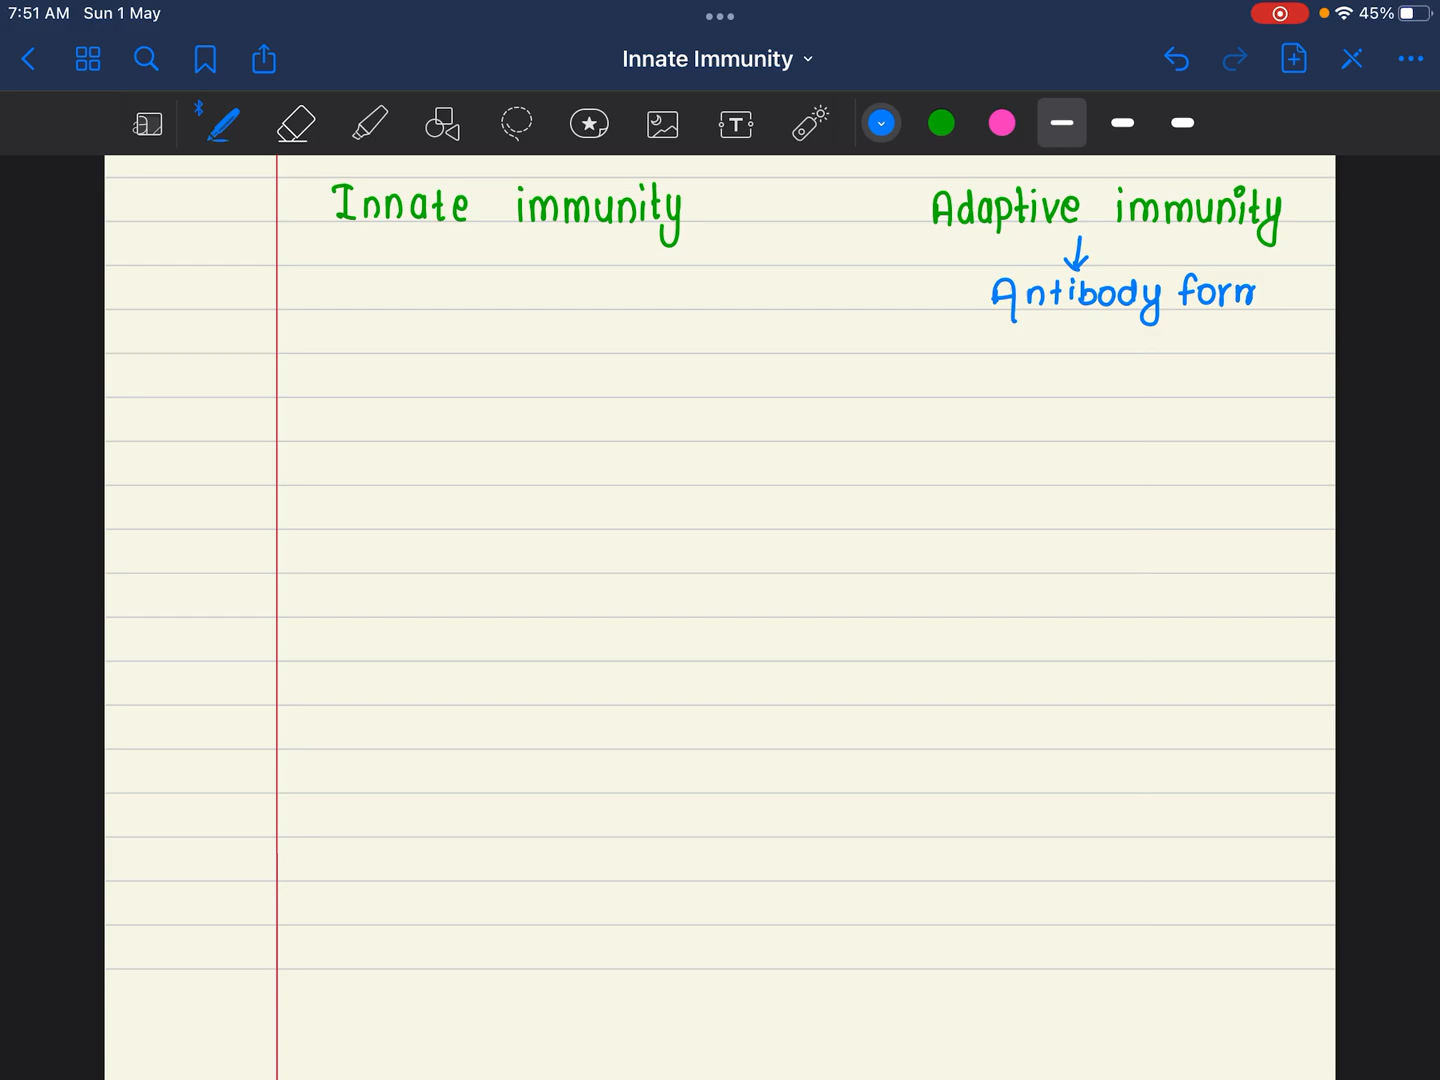 7:51 AM Sun 1 May
45%
Innate Immunity
Innate immunity
Adaptive immunity
Antibody form